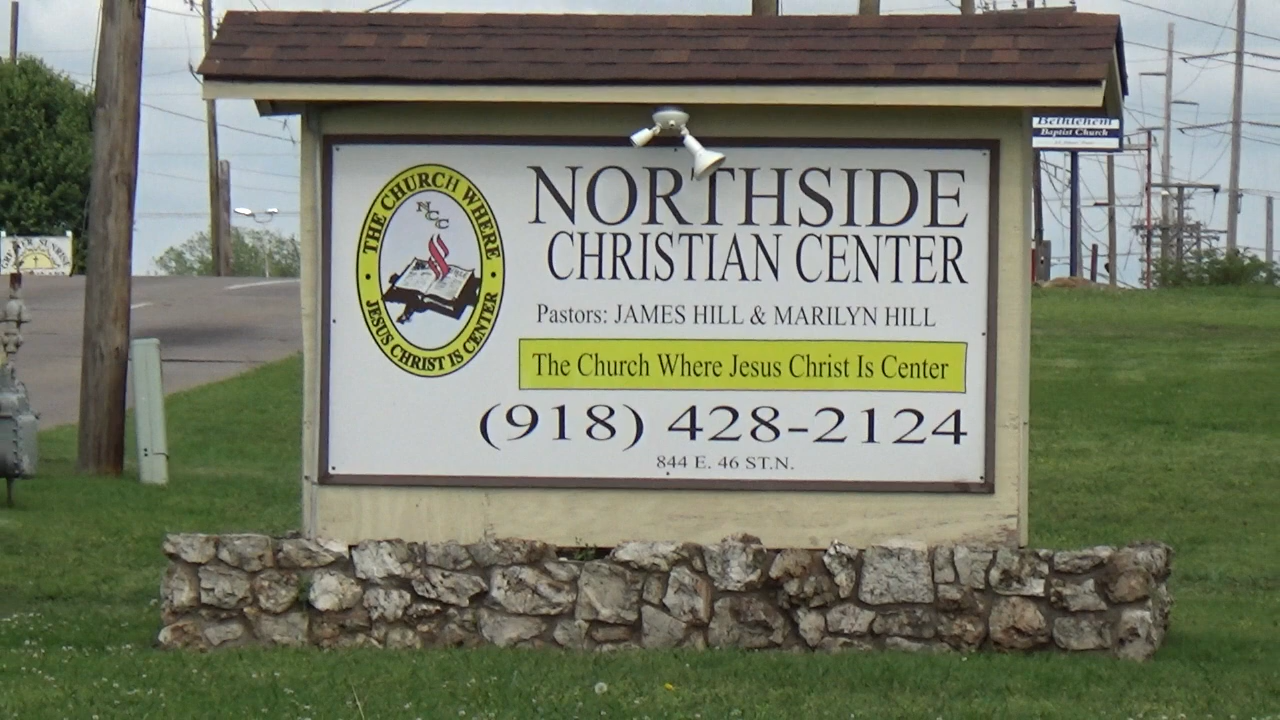 THE CHURCH WHERE
NCC
JESUS CHRIST IS CENTER
NORTHSIDE
CHRISTIAN CENTER
Pastors: JAMES HILL & MARILYN HILL
The Church Where Jesus Christ Is Center
(918) 428-2124
844 E. 46 ST.N.
Bethlehem
Baptist Church